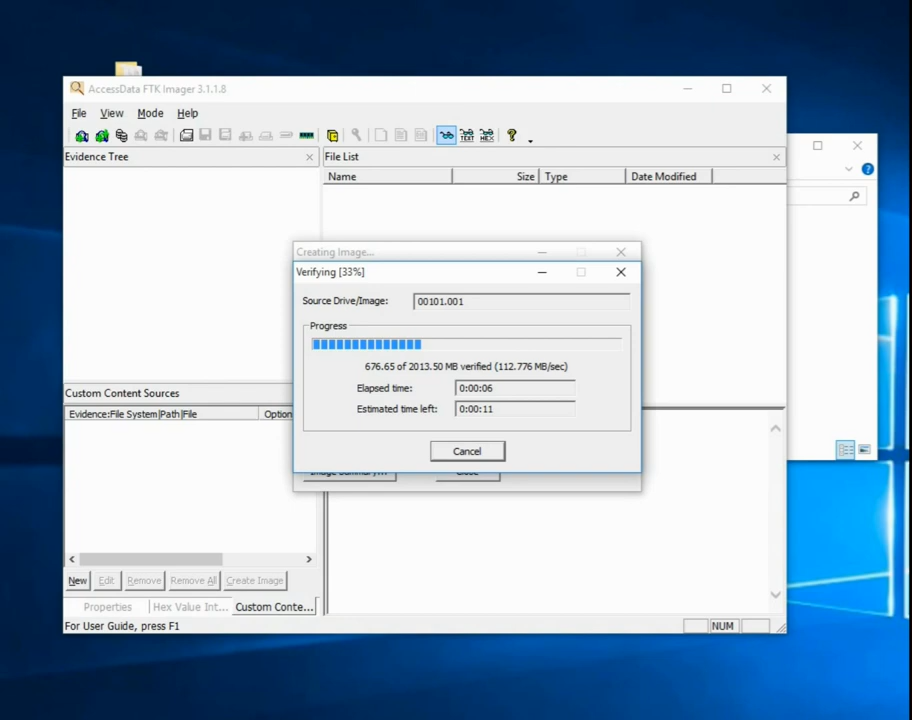 AccessData FTK Imager 3.1.1.8
File View Mode Help
TEXT HEX ?
Evidence Tree
File List
Name Size Type Date Modified
Creating Image...
Verifying [33%]
Source Drive/Image: 00101.001
Progress
676.65 of 2013.50 MB verified (112.776 MB/sec)
Elapsed time: 0:00:06
Estimated time left: 0:00:11
Cancel
Custom Content Sources
Evidence:File System|Path|File Option
New Edit Remove Remove All Create Image
Properties Hex Value Int... Custom Conte...
For User Guide, press F1
NUM